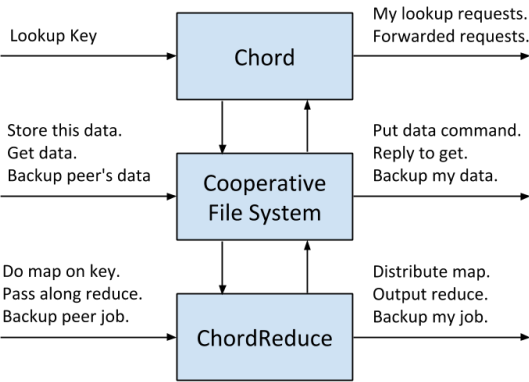 Lookup Key
Chord
My lookup requests.
Forwarded requests.
Store this data.
Get data.
Backup peer's data
Cooperative
File System
Put data command.
Reply to get.
Backup my data.
Do map on key.
Pass along reduce.
Backup peer job.
ChordReduce
Distribute map.
Output reduce.
Backup my job.